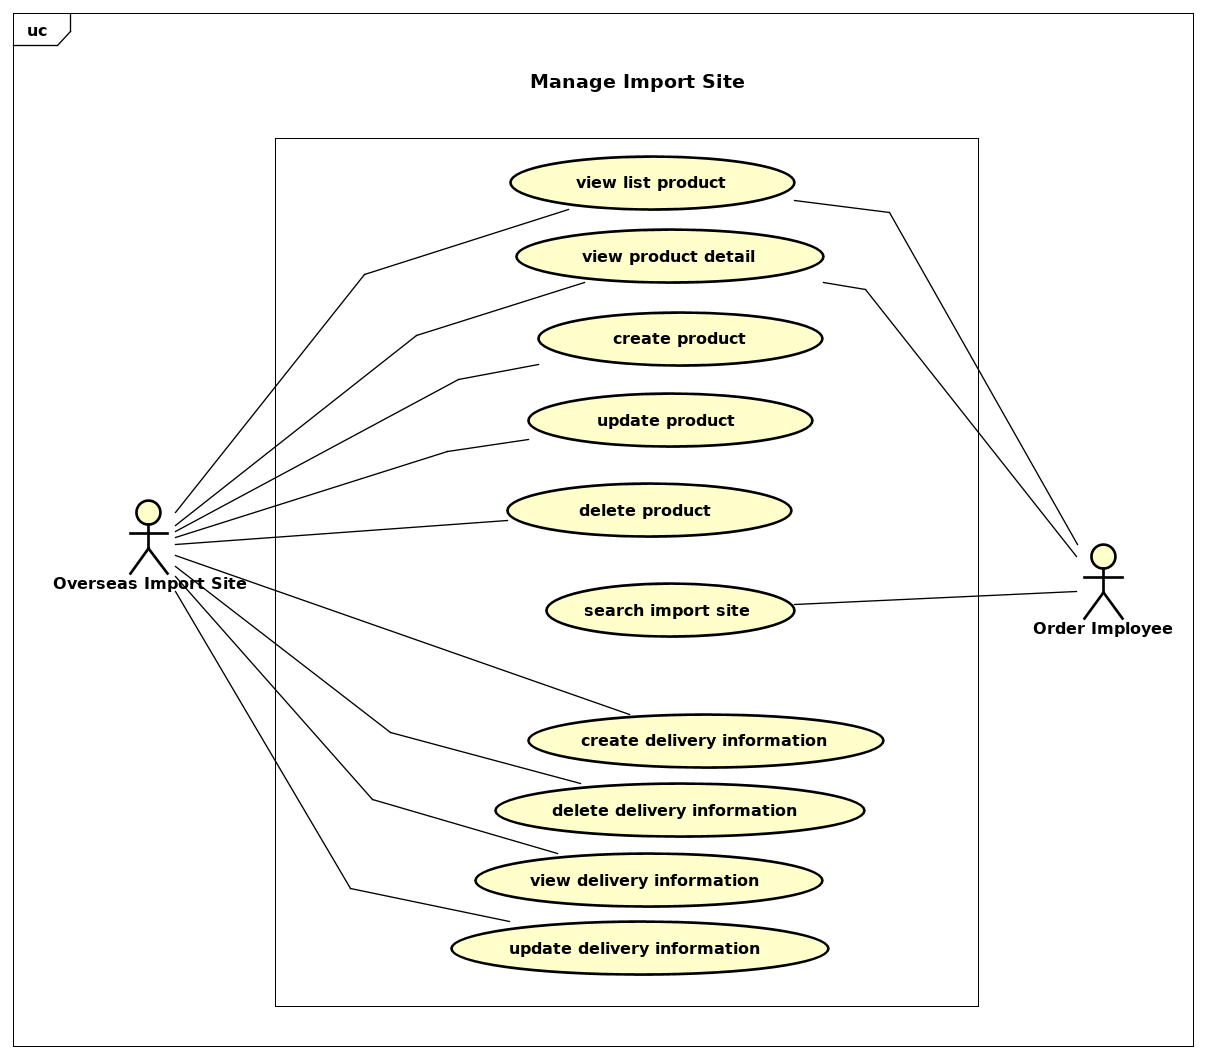 uc
Manage Import Site
view list product
view product detail
create product
update product
delete product
Overseas Import Site
search import site
Order Imployee
create delivery information
delete delivery information
view delivery information
update delivery information